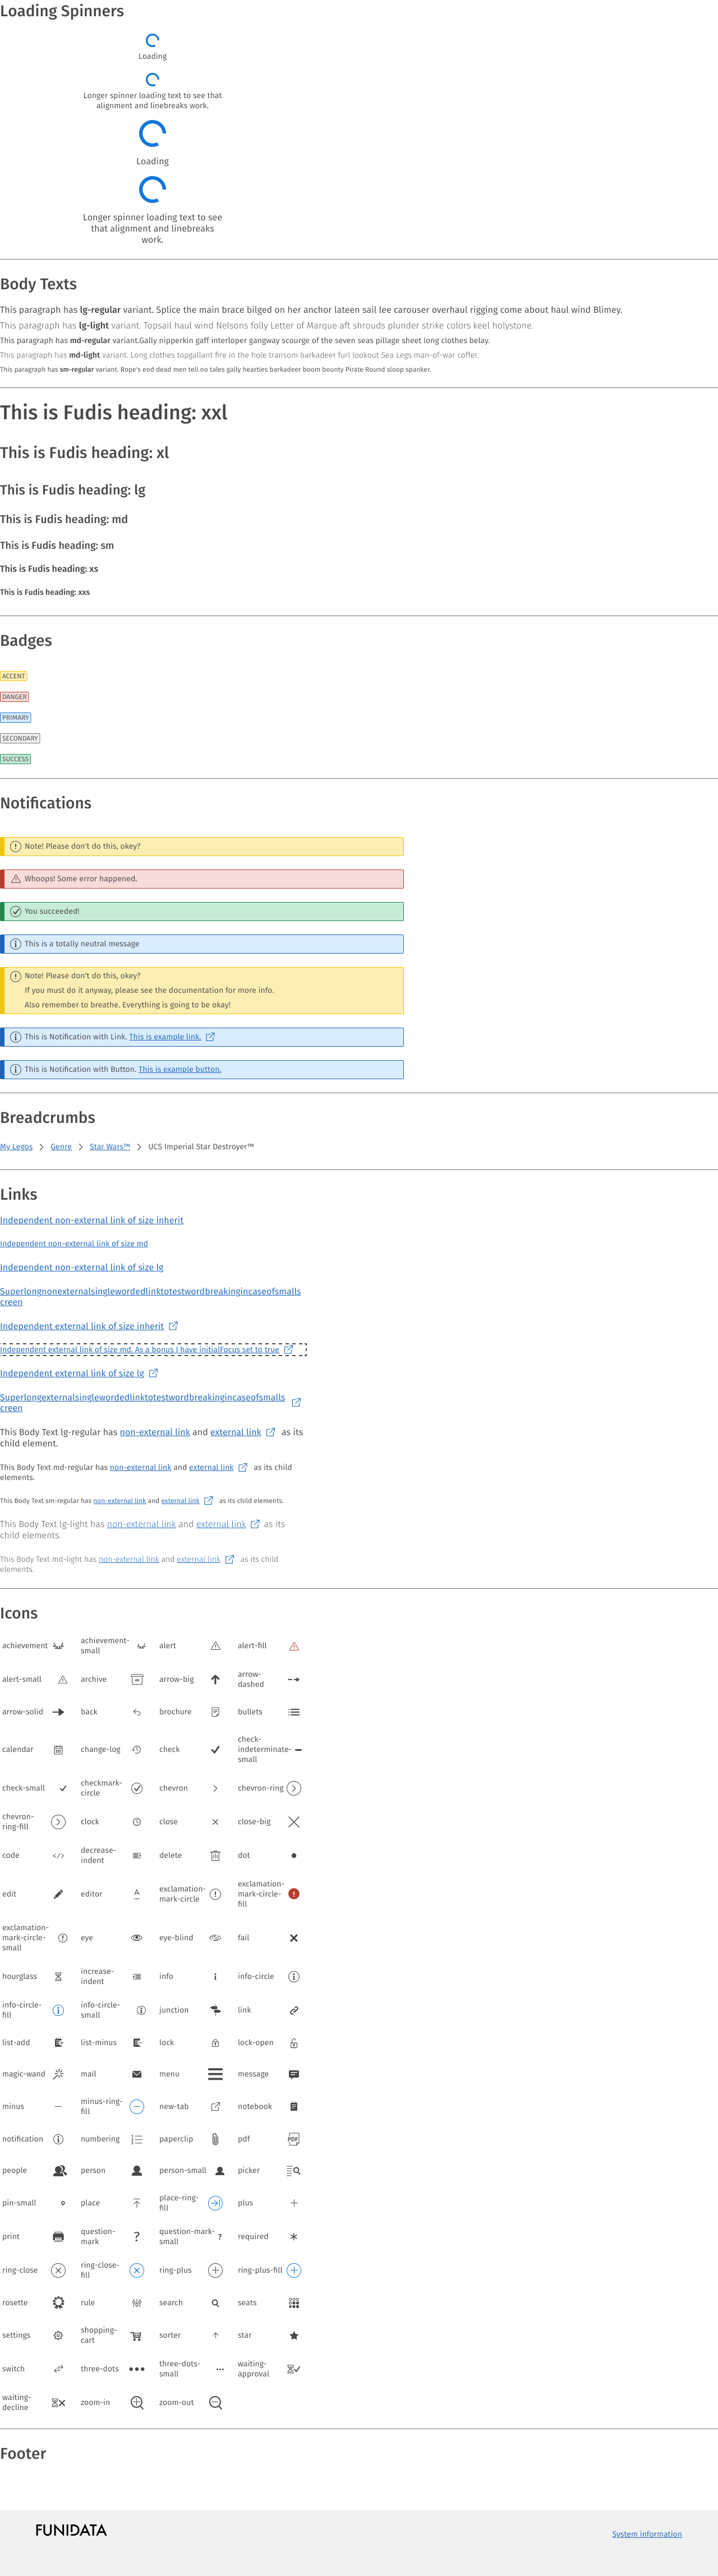 Loading Spinners
Loading
Longer spinner loading text to see that
alignment and linebreaks work.
Loading
Longer spinner loading text to see
that alignment and linebreaks
work.
Body Texts
This paragraph has lg-regular variant. Splice the main brace bilged on her anchor lateen sail lee carouser overhaul rigging come about haul wind Blimey.
This paragraph has lg-light variant. Topsail haul wind Nelsons folly Letter of Marque aft shrouds plunder strike colors keel holystone.
This paragraph has md-regular variant.Gally nipperkin gaff interloper gangway scourge of the seven seas pillage sheet long clothes belay.
This paragraph has md-light variant. Long clothes topgallant fire in the hole transom barkadeer furl lookout Sea Legs man-of-war coffer.
This paragraph has sm-regular variant. Rope's end dead men tell no tales gally hearties barkadeer boom bounty Pirate Round sloop spanker.
This is Fudis heading: xxl
This is Fudis heading: xl
This is Fudis heading: lg
This is Fudis heading: md
This is Fudis heading: sm
This is Fudis heading: xs
This is Fudis heading: xxs
Badges
ACCENT
DANGER
PRIMARY
SECONDARY
SUCCESS
Notifications
Note! Please don't do this, okey?
Whoops! Some error happened.
You succeeded!
This is a totally neutral message
Note! Please don't do this, okey?
If you must do it anyway, please see the documentation for more info.
Also remember to breathe. Everything is going to be okay!
This is Notification with Link. This is example link.
This is Notification with Button. This is example button.
Breadcrumbs
My Legos Genre Star Wars™ UCS Imperial Star Destroyer™
Links
Independent non-external link of size inherit
Independent non-external link of size md
Independent non-external link of size lg
Superlongnonexternalsinglewordedlinktotestwordbreakingincaseofsmalls
creen
Independent external link of size inherit
Independent external link of size md. As a bonus I have initialFocus set to true
Independent external link of size lg
Superlongexternalsinglewordedlinktotestwordbreakingincaseofsmalls
creen
This Body Text lg-regular has non-external link and external link as its
child element.
This Body Text md-regular has non-external link and external link as its child
elements.
This Body Text sm-regular has non-external link and external link as its child elements.
This Body Text lg-light has non-external link and external link as its
child elements.
This Body Text md-light has non-external link and external link as its child
elements.
Icons
achievement achievement-small alert alert-fill
alert-small archive arrow-big arrow-dashed
arrow-solid back brochure bullets
calendar change-log check check-indeterminate-small
check-small checkmark-circle chevron chevron-ring
chevron-ring-fill clock close close-big
code decrease-indent delete dot
edit editor exclamation-mark-circle exclamation-mark-circle-fill
exclamation-mark-circle-small eye eye-blind fail
hourglass increase-indent info info-circle
info-circle-fill info-circle-small junction link
list-add list-minus lock lock-open
magic-wand mail menu message
minus minus-ring-fill new-tab notebook
notification numbering paperclip pdf
people person person-small picker
pin-small place place-ring-fill plus
print question-mark question-mark-small required
ring-close ring-close-fill ring-plus ring-plus-fill
rosette rule search seats
settings shopping-cart sorter star
switch three-dots three-dots-small waiting-approval
waiting-decline zoom-in zoom-out
Footer
FUNIDATA
System information